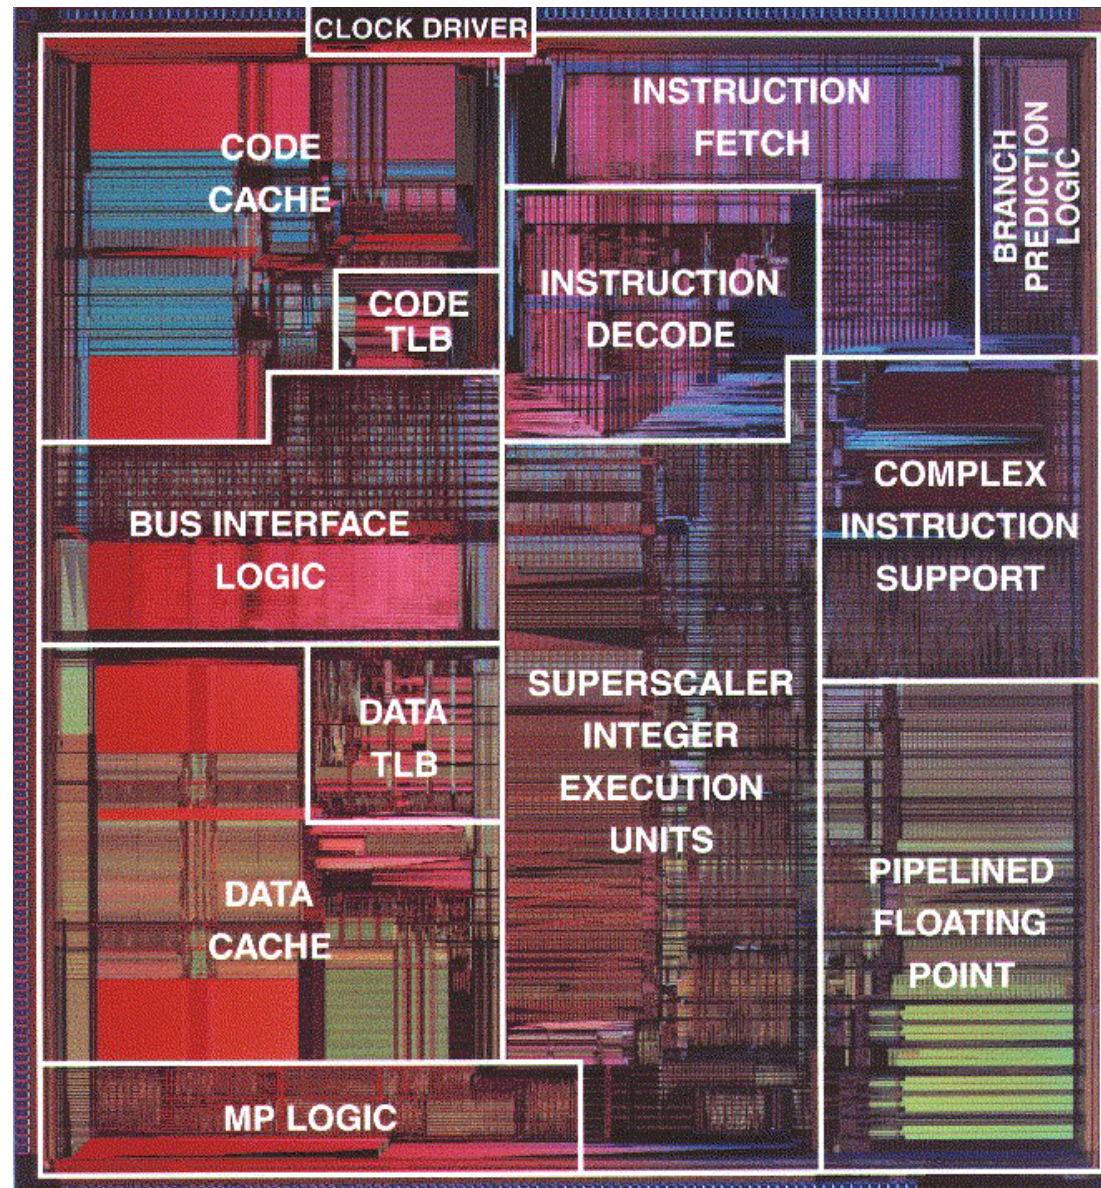 CLOCK DRIVER
CODE
CACHE
INSTRUCTION
FETCH
BRANCH
PREDICTION
LOGIC
CODE
TLB
INSTRUCTION
DECODE
BUS INTERFACE
LOGIC
COMPLEX
INSTRUCTION
SUPPORT
DATA
TLB
SUPERSCALER
INTEGER
EXECUTION
UNITS
DATA
CACHE
PIPELINED
FLOATING
POINT
MP LOGIC